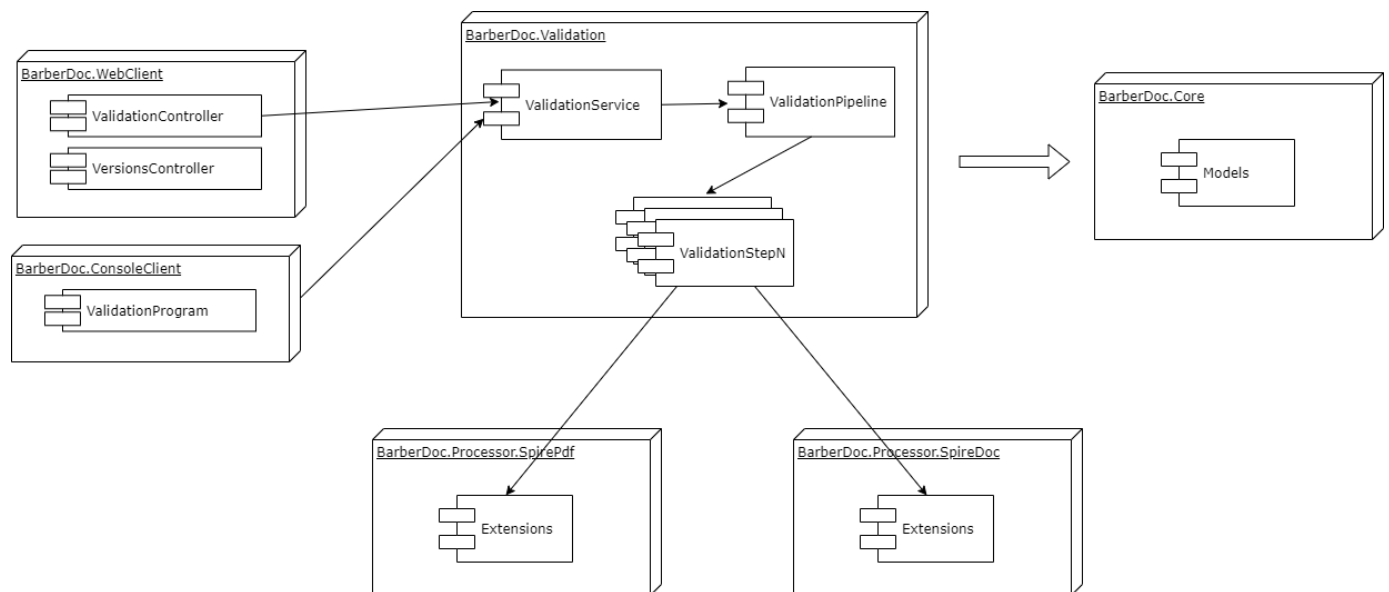 BarberDoc.WebClient
ValidationController
VersionsController
BarberDoc.ConsoleClient
ValidationProgram
BarberDoc.Validation
ValidationService
ValidationPipeline
ValidationStepN
BarberDoc.Core
Models
BarberDoc.Processor.SpirePdf
Extensions
BarberDoc.Processor.SpireDoc
Extensions